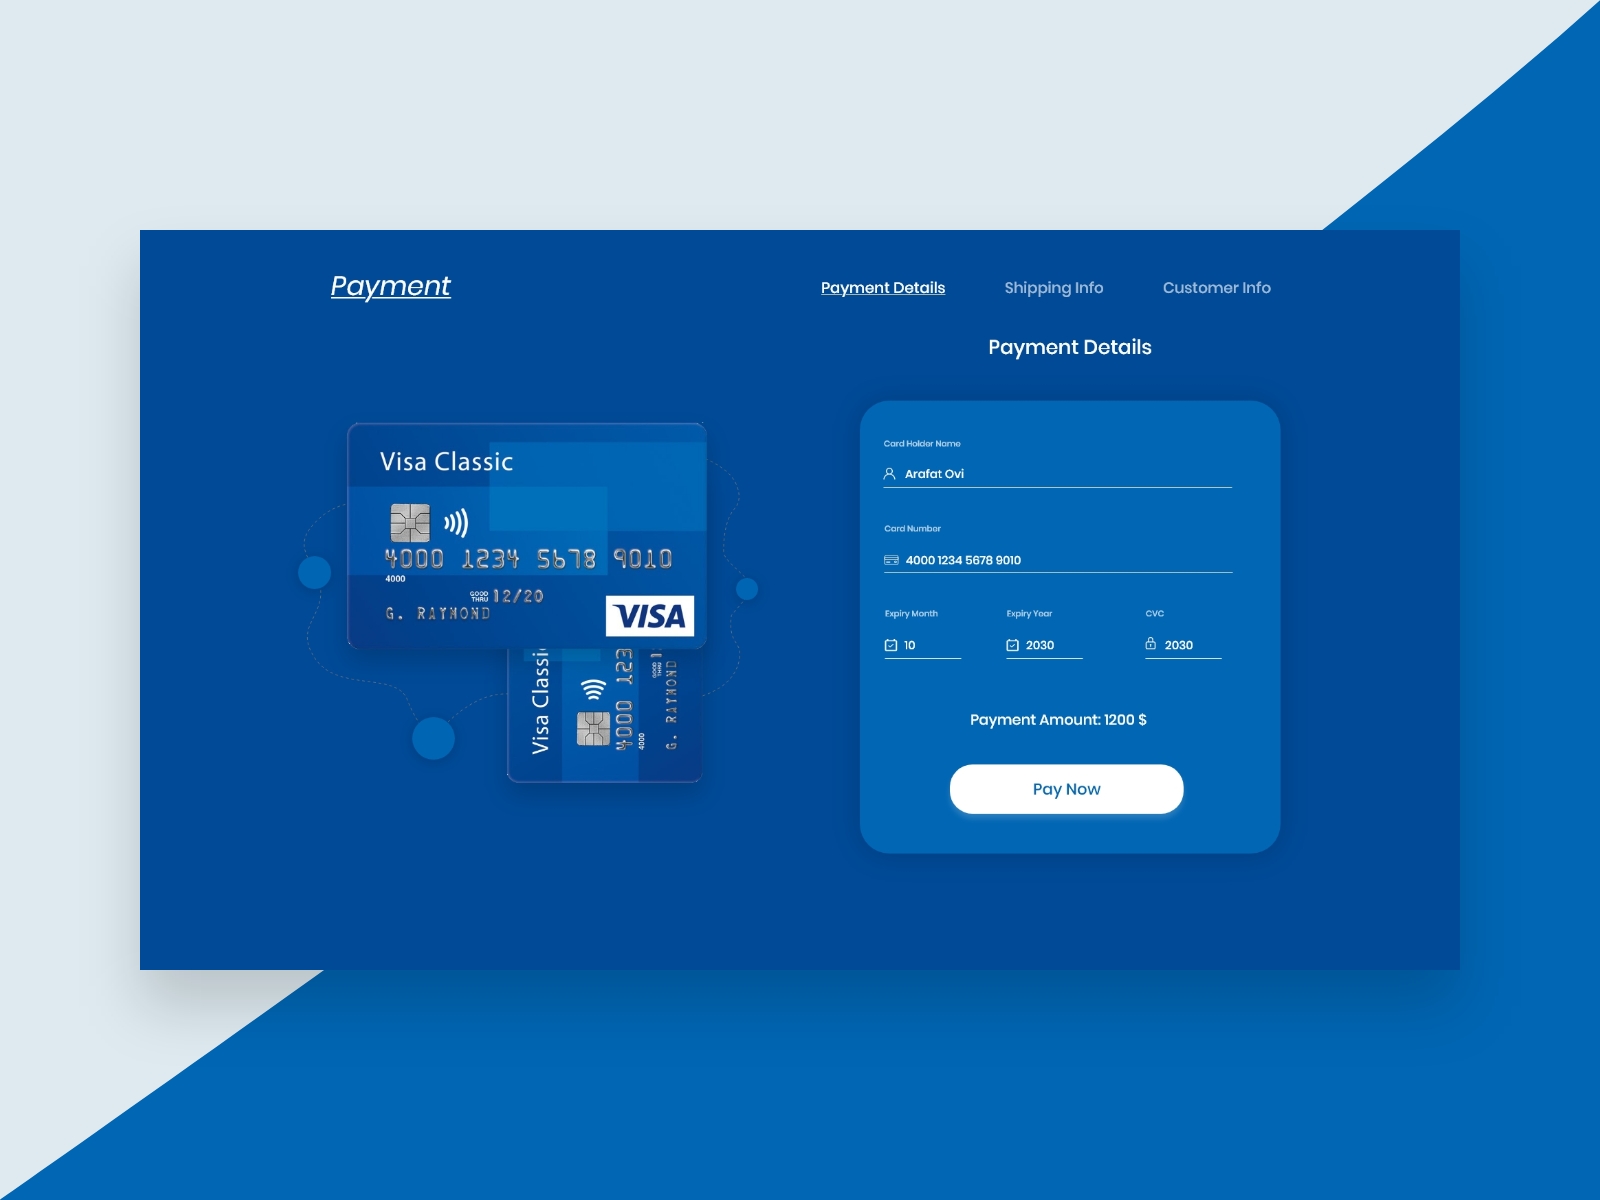 Payment
Payment Details Shipping Info Customer Info
Payment Details
Visa Classic
4000 1234 5678 9010
4000
GOOD THRU 12/20
G. RAYMOND
VISA
Visa Classic
4000 123
4000
GOOD THRU 1
G. RAYMOND
Card Holder Name
Arafat Ovi
Card Number
4000 1234 5678 9010
Expiry Month Expiry Year CVC
10 2030 2030
Payment Amount: 1200 $
Pay Now